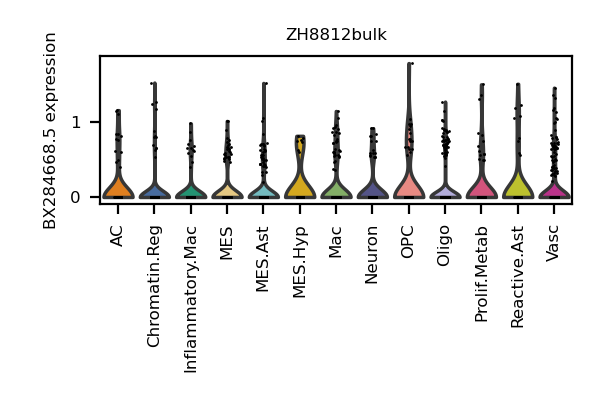 ZH8812bulk
BX284668.5 expression
1
0
AC
Chromatin.Reg
Inflammatory.Mac
MES
MES.Ast
MES.Hyp
Mac
Neuron
OPC
Oligo
Prolif.Metab
Reactive.Ast
Vasc